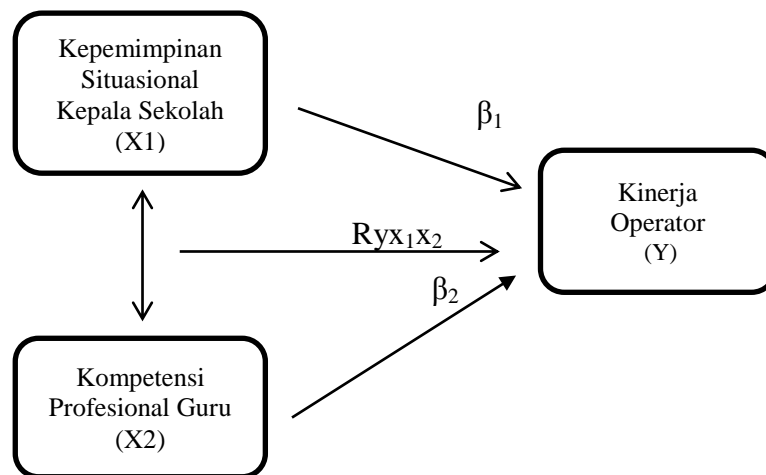 Kepemimpinan
Situasional
Kepala Sekolah
(X1)
β₁
Kinerja
Operator
(Y)
Ryx₁x₂
β₂
Kompetensi
Profesional Guru
(X2)